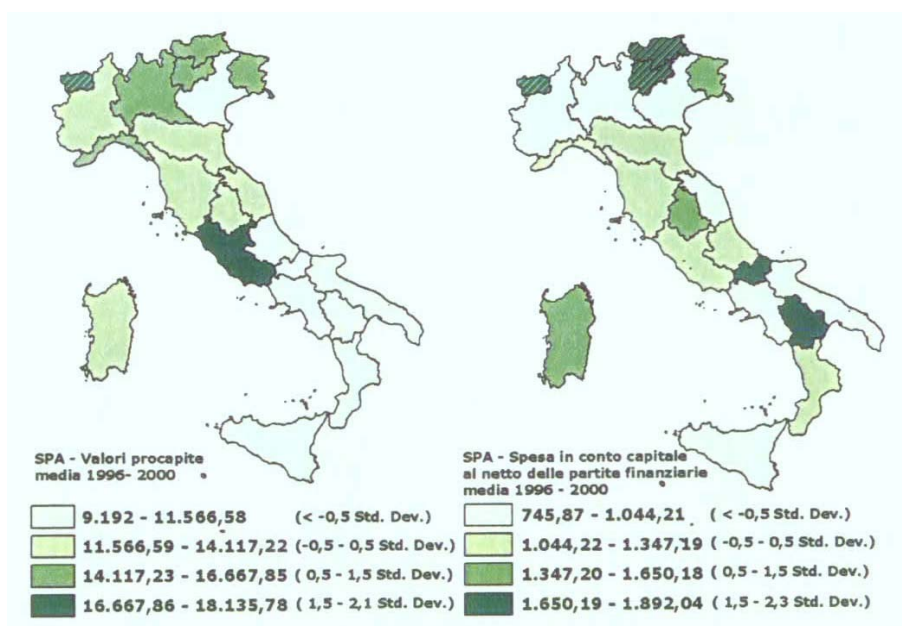 SPA - Valori procapite
media 1996- 2000
9.192 - 11.566,58 (< -0,5 Std. Dev.)
11.566,59 - 14.117,22 (-0,5 - 0,5 Std. Dev.)
14.117,23 - 16.667,85 ( 0,5 - 1,5 Std. Dev.)
16.667,86 - 18.135,78 ( 1,5 - 2,1 Std. Dev.)
SPA - Spesa in conto capitale
al netto delle partite finanziarie
media 1996 - 2000
745,87 - 1.044,21 ( < -0,5 Std. Dev.)
1.044,22 - 1.347,19 ( -0,5 - 0,5 Std. Dev.)
1.347,20 - 1.650,18 ( 0,5 - 1,5 Std. Dev.)
1.650,19 - 1.892,04 ( 1,5 - 2,3 Std. Dev.)